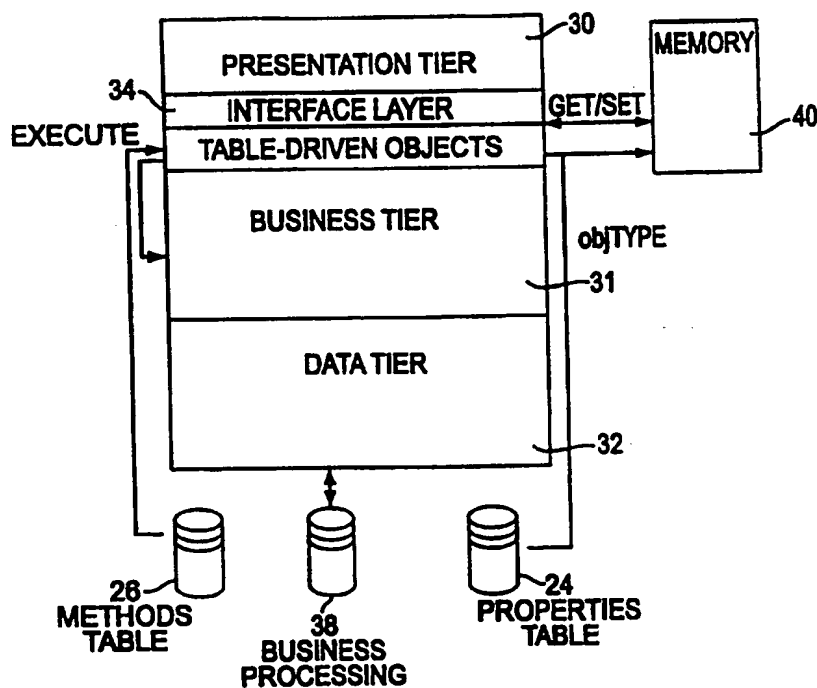 30
PRESENTATION TIER
MEMORY
34
INTERFACE LAYER
GET/SET
40
EXECUTE
TABLE-DRIVEN OBJECTS
BUSINESS TIER
objTYPE
31
DATA TIER
32
26
METHODS
TABLE
38
BUSINESS
PROCESSING
24
PROPERTIES
TABLE